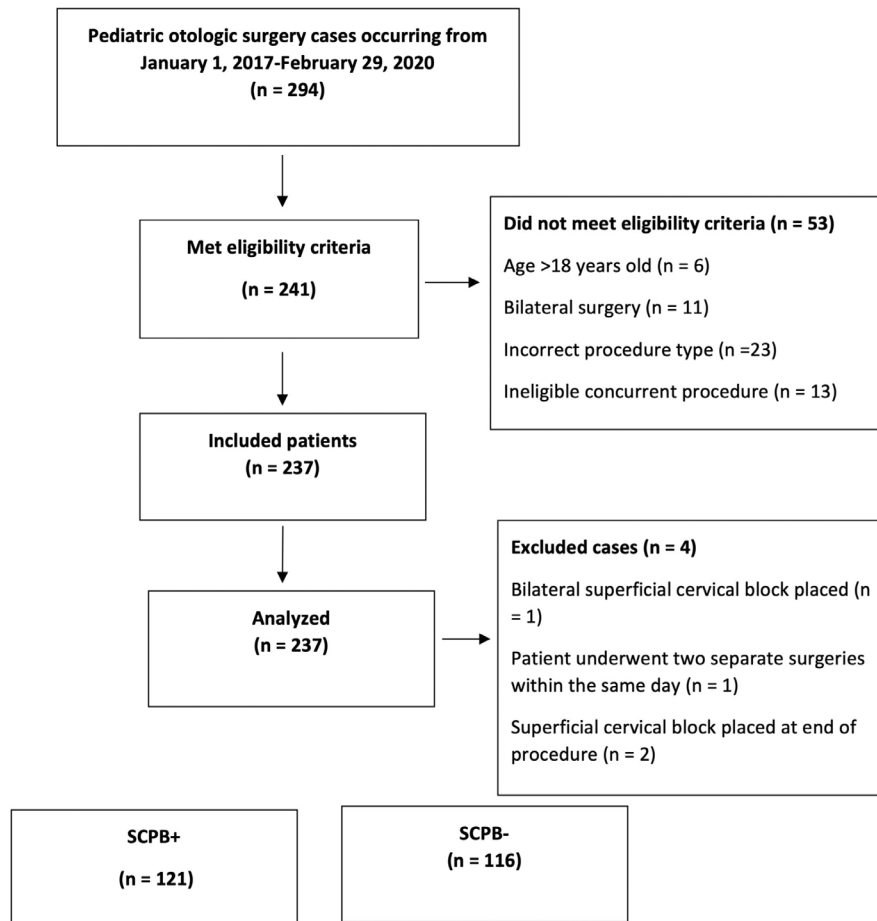 Pediatric otologic surgery cases occurring from
January 1, 2017-February 29, 2020
(n = 294)
Met eligibility criteria
(n = 241)
Did not meet eligibility criteria (n = 53)
Age >18 years old (n = 6)
Bilateral surgery (n = 11)
Incorrect procedure type (n =23)
Ineligible concurrent procedure (n = 13)
Included patients
(n = 237)
Analyzed
(n = 237)
Excluded cases (n = 4)
Bilateral superficial cervical block placed (n
= 1)
Patient underwent two separate surgeries
within the same day (n = 1)
Superficial cervical block placed at end of
procedure (n = 2)
SCPB+
(n = 121)
SCPB-
(n = 116)